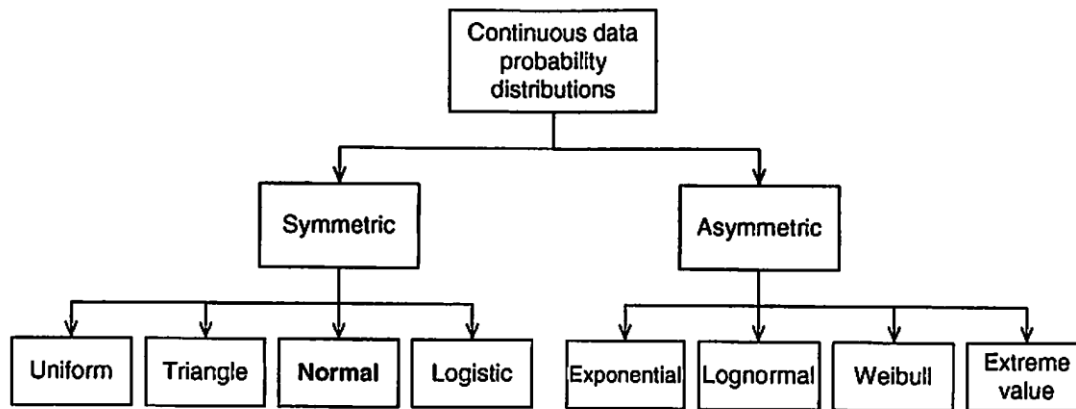 Continuous data
probability
distributions
Symmetric
Asymmetric
Uniform
Triangle
Normal
Logistic
Exponential
Lognormal
Weibull
Extreme
value